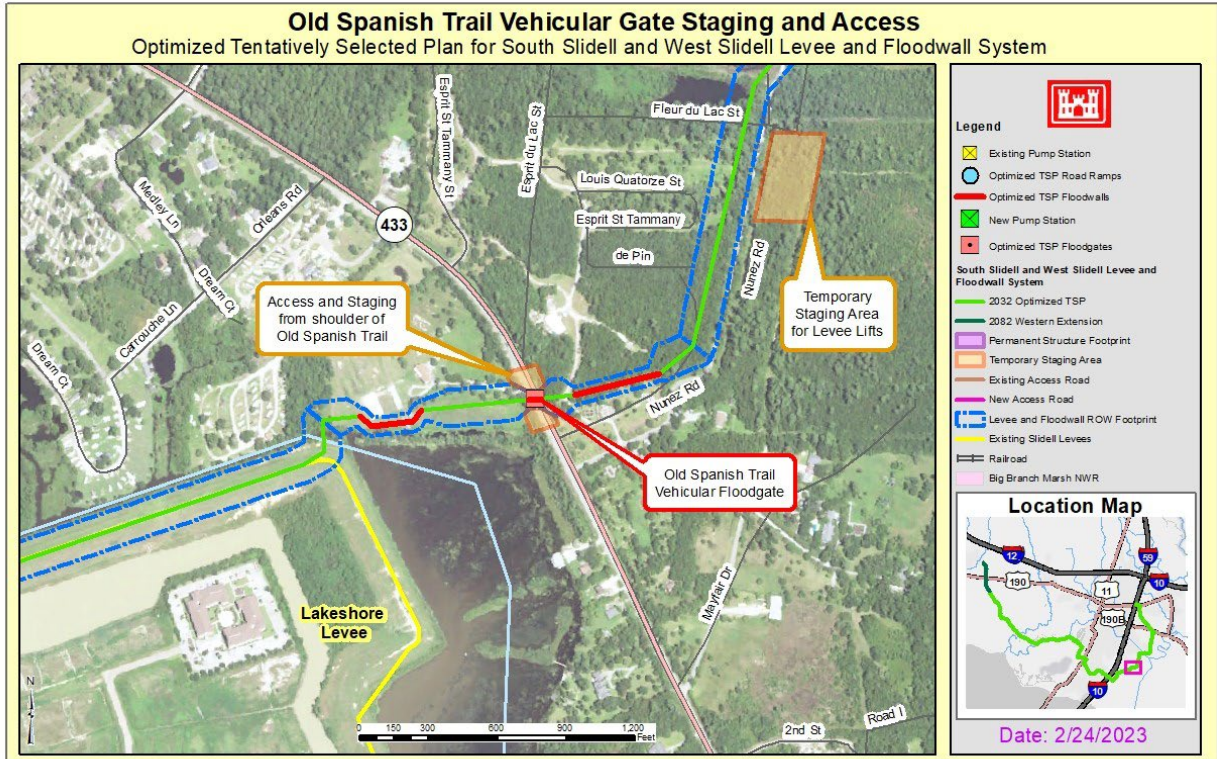 Old Spanish Trail Vehicular Gate Staging and Access
Optimized Tentatively Selected Plan for South Slidell and West Slidell Levee and Floodwall System
Esprit St Tammany St
Esprit du Lac St
Fleur du Lac St
Louis Quatorze St
Esprit St Tammany
de Pin
Medley Ln
Orleans Rd
433
Nunez Rd
Dream Ct
Carrouche Ln
Dream Ct
Access and Staging
from shoulder of
Old Spanish Trail
Temporary
Staging Area
for Levee Lifts
Nunez Rd
Old Spanish Trail
Vehicular Floodgate
Mayfair Dr
Lakeshore
Levee
N
0 150 300 600 900 1,200
Feet
2nd St
Road I
Legend
Existing Pump Station
Optimized TSP Road Ramps
Optimized TSP Floodwalls
New Pump Station
Optimized TSP Floodgates
South Slidell and West Slidell Levee and
Floodwall System
2032 Optimized TSP
2082 Western Extension
Permanent Structure Footprint
Temporary Staging Area
Existing Access Road
New Access Road
Levee and Floodwall ROW Footprint
Existing Slidell Levees
Railroad
Big Branch Marsh NWR
Location Map
12
59
190
11
10
190B
10
Date: 2/24/2023